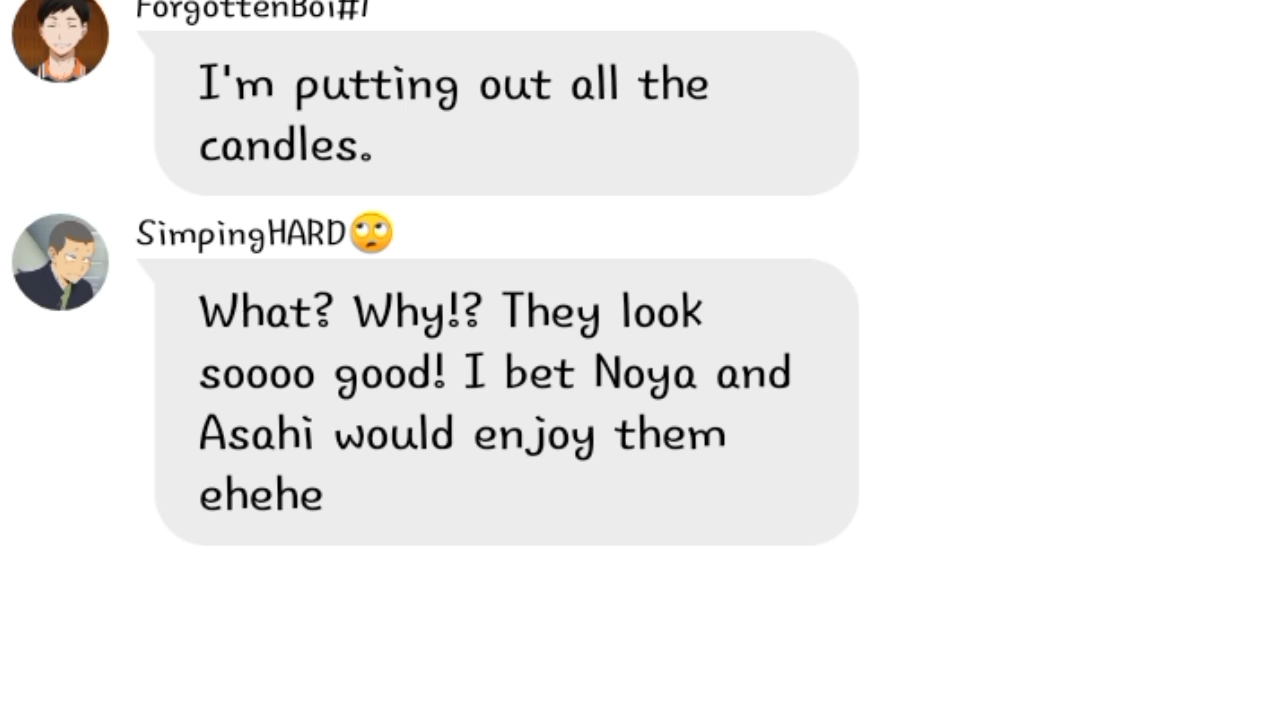 ForgottenBoi#1
I'm putting out all the
candles.
SimpingHARD🙄
What? Why!? They look
soooo good! I bet Noya and
Asahi would enjoy them
ehehe